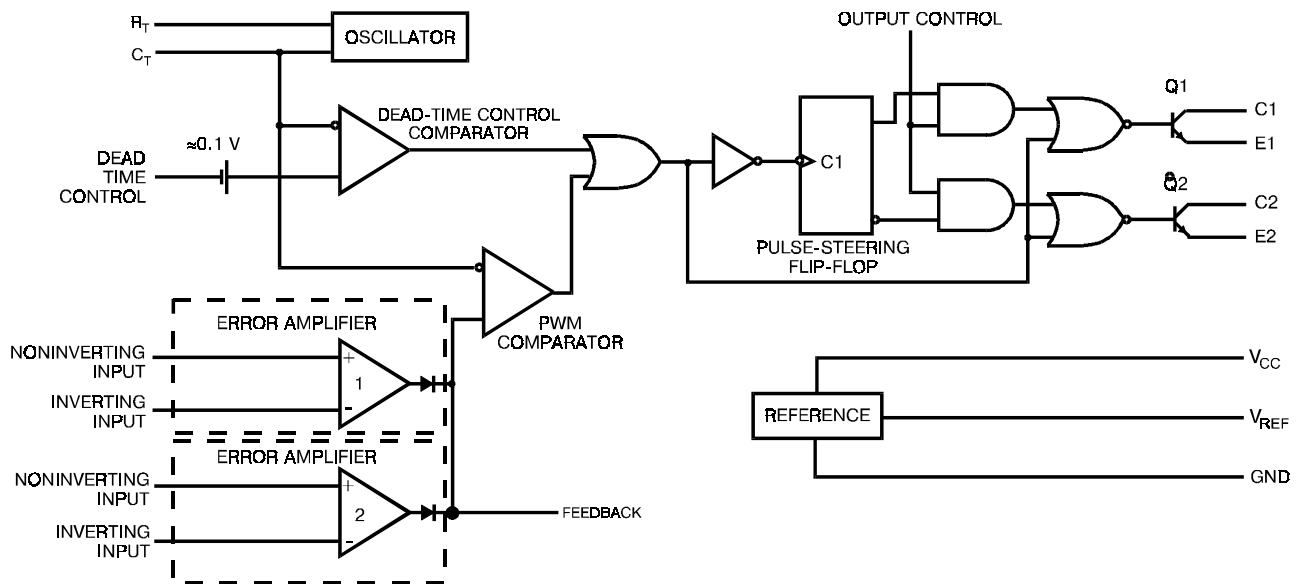 RT
OSCILLATOR
CT
OUTPUT CONTROL
DEAD-TIME CONTROL
COMPARATOR
≈0.1 V
DEAD
TIME
CONTROL
C1
PULSE-STEERING
FLIP-FLOP
Q1
C1
E1
Q2
C2
E2
PWM
COMPARATOR
ERROR AMPLIFIER
NONINVERTING
INPUT
+
1
-
INVERTING
INPUT
ERROR AMPLIFIER
NONINVERTING
INPUT
+
2
-
INVERTING
INPUT
FEEDBACK
REFERENCE
VCC
VREF
GND